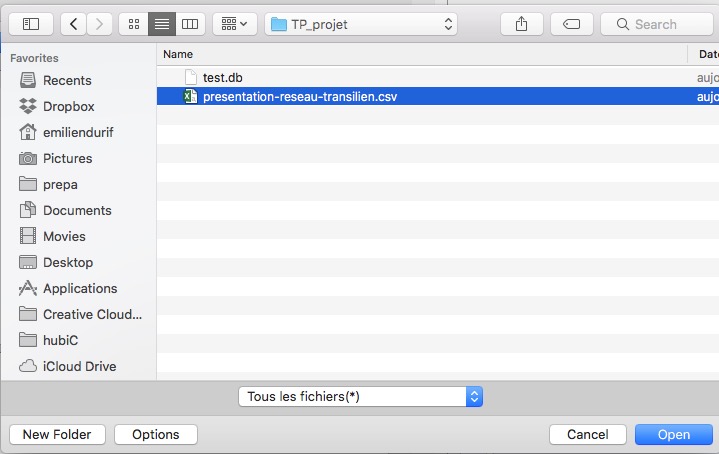 TP_projet
Search
Favorites
Recents
Dropbox
emiliendurif
Pictures
prepa
Documents
Movies
Desktop
Applications
Creative Cloud...
hubiC
iCloud Drive
Name Date
test.db aujo
presentation-reseau-transilien.csv aujo
Tous les fichiers(*)
New Folder
Options
Cancel
Open